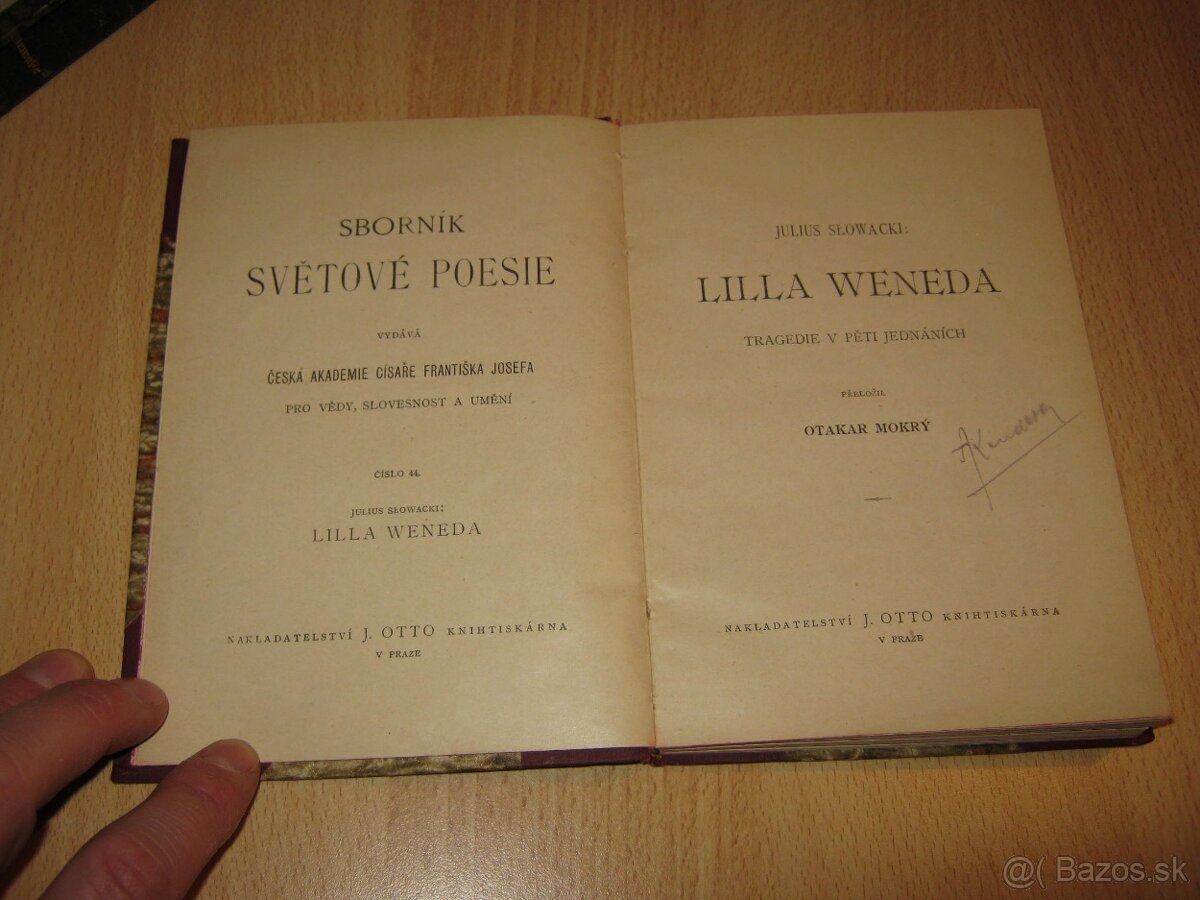 SBORNÍK
SVĚTOVÉ POESIE
VYDÁVÁ
ČESKÁ AKADEMIE CÍSAŘE FRANTIŠKA JOSEFA
PRO VĚDY, SLOVESNOST A UMĚNÍ
ČÍSLO 44.
JULIUS SŁOWACKI:
LILLA WENEDA
NAKLADATELSTVÍ J. OTTO KNIHTISKÁRNA
V PRAZE
JULIUS SŁOWACKI:
LILLA WENEDA
TRAGEDIE V PĚTI JEDNÁNÍCH
PŘELOŽIL
OTAKAR MOKRÝ
NAKLADATELSTVÍ J. OTTO KNIHTISKÁRNA
V PRAZE
@( Bazos.sk